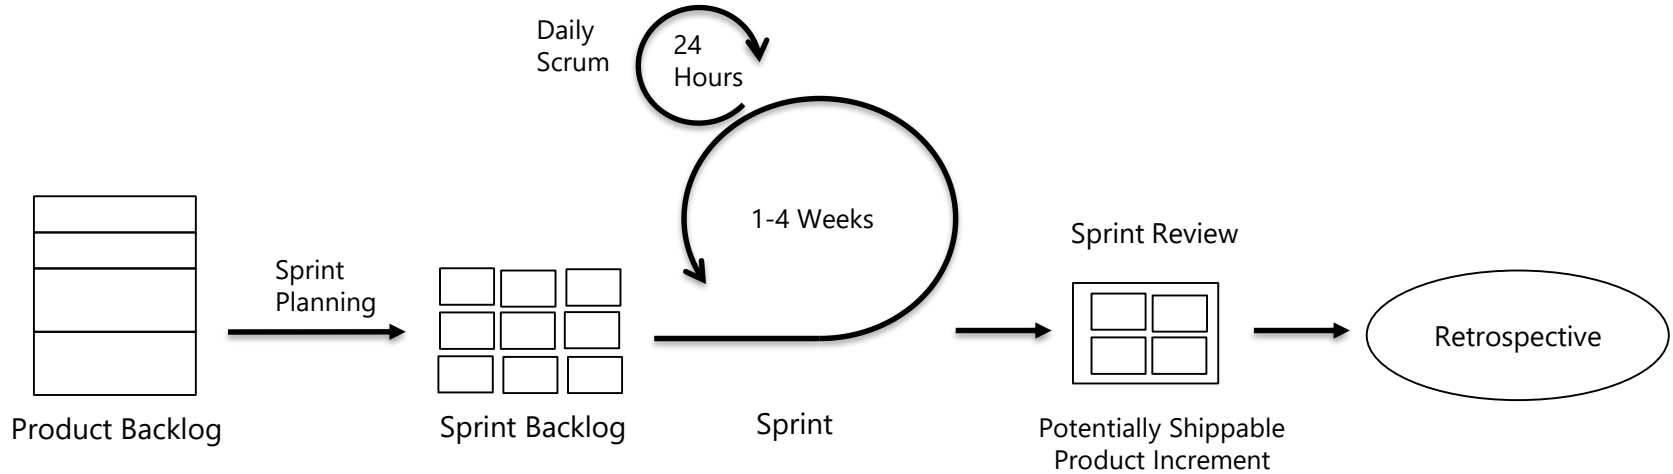 Daily
Scrum
24
Hours
1-4 Weeks
Sprint
Planning
Sprint Review
Retrospective
Product Backlog
Sprint Backlog
Sprint
Potentially Shippable
Product Increment